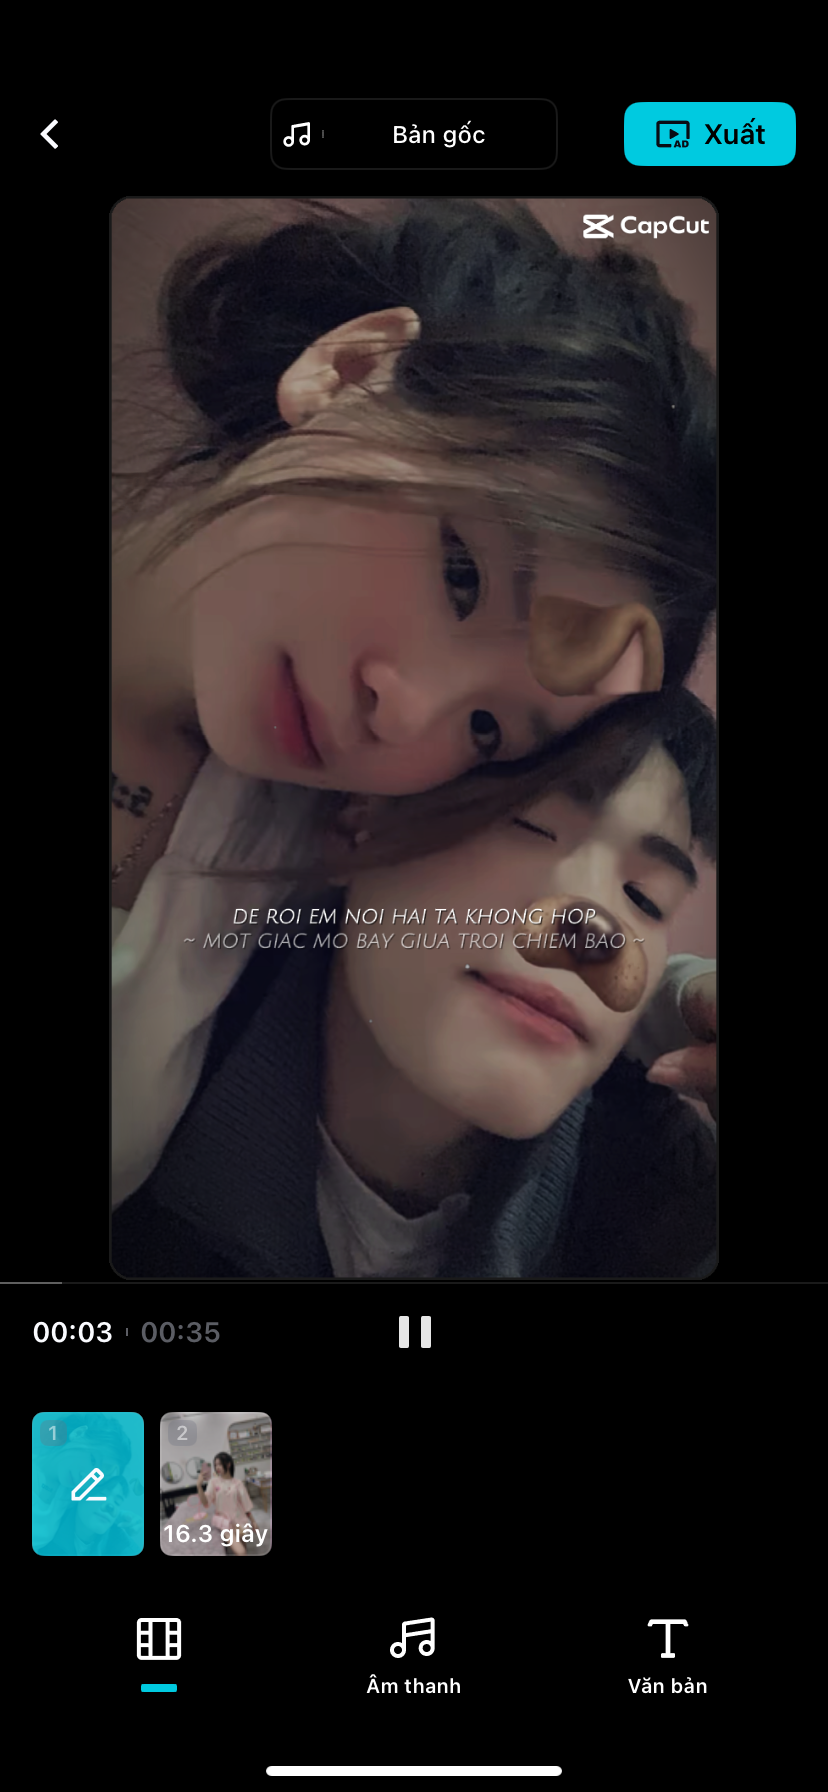 Bản gốc
AD Xuất
CapCut
DE ROI EM NOI HAI TA KHONG HOP
~ MOT GIAC MO BAY GIUA TROI CHIEM BAO ~
00:03 00:35
1
2
16.3 giây
Âm thanh
Văn bản